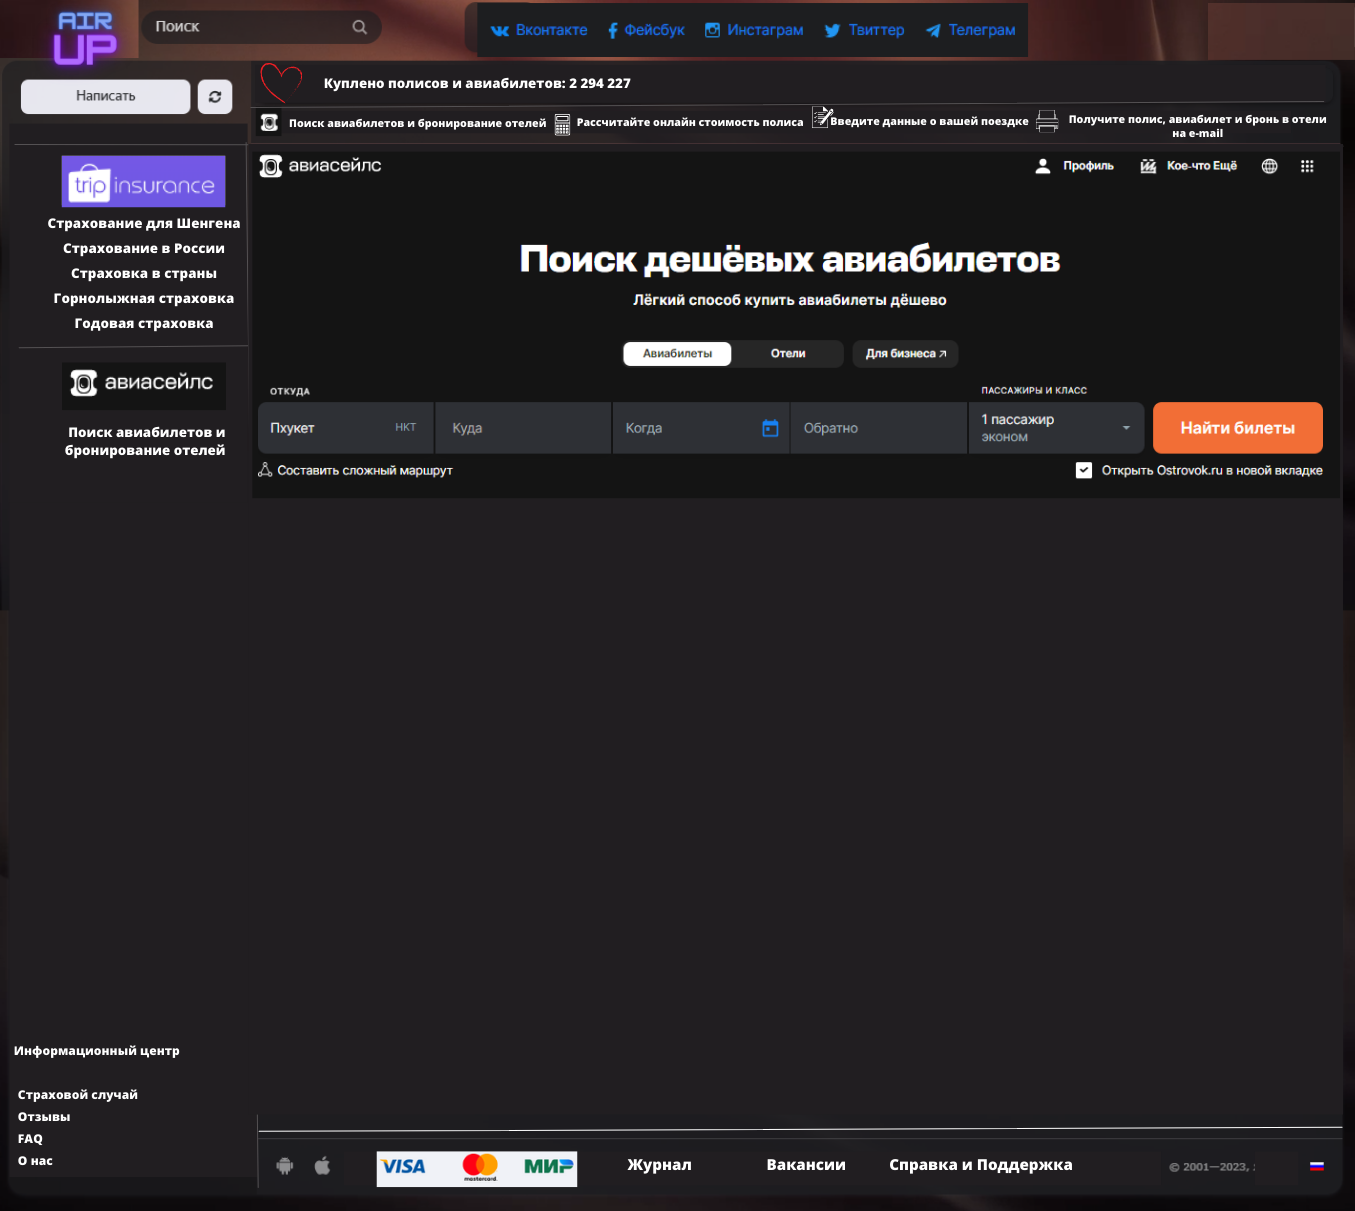 AIR
UP
Поиск
Вконтакте
Фейсбук
Инстаграм
Твиттер
Телеграм
Написать
Куплено полисов и авиабилетов: 2 294 227
Поиск авиабилетов и бронирование отелей
Рассчитайте онлайн стоимость полиса
Введите данные о вашей поездке
Получите полис, авиабилет и бронь в отели
на e-mail
trip insurance
Страхование для Шенгена
Страхование в России
Страховка в страны
Горнолыжная страховка
Годовая страховка
авиасейлс
Поиск авиабилетов и
бронирование отелей
авиасейлс
Профиль
Кое-что Ещё
Поиск дешёвых авиабилетов
Лёгкий способ купить авиабилеты дёшево
Авиабилеты
Отели
Для бизнеса
ОТКУДА
ПАССАЖИРЫ И КЛАСС
Пхукет
HKT
Куда
Когда
Обратно
1 пассажир
эконом
Найти билеты
Составить сложный маршрут
Открыть Ostrovok.ru в новой вкладке
Информационный центр
Страховой случай
Отзывы
FAQ
О нас
VISA
mastercard.
МИР
Журнал
Вакансии
Справка и Поддержка
© 2001—2023,